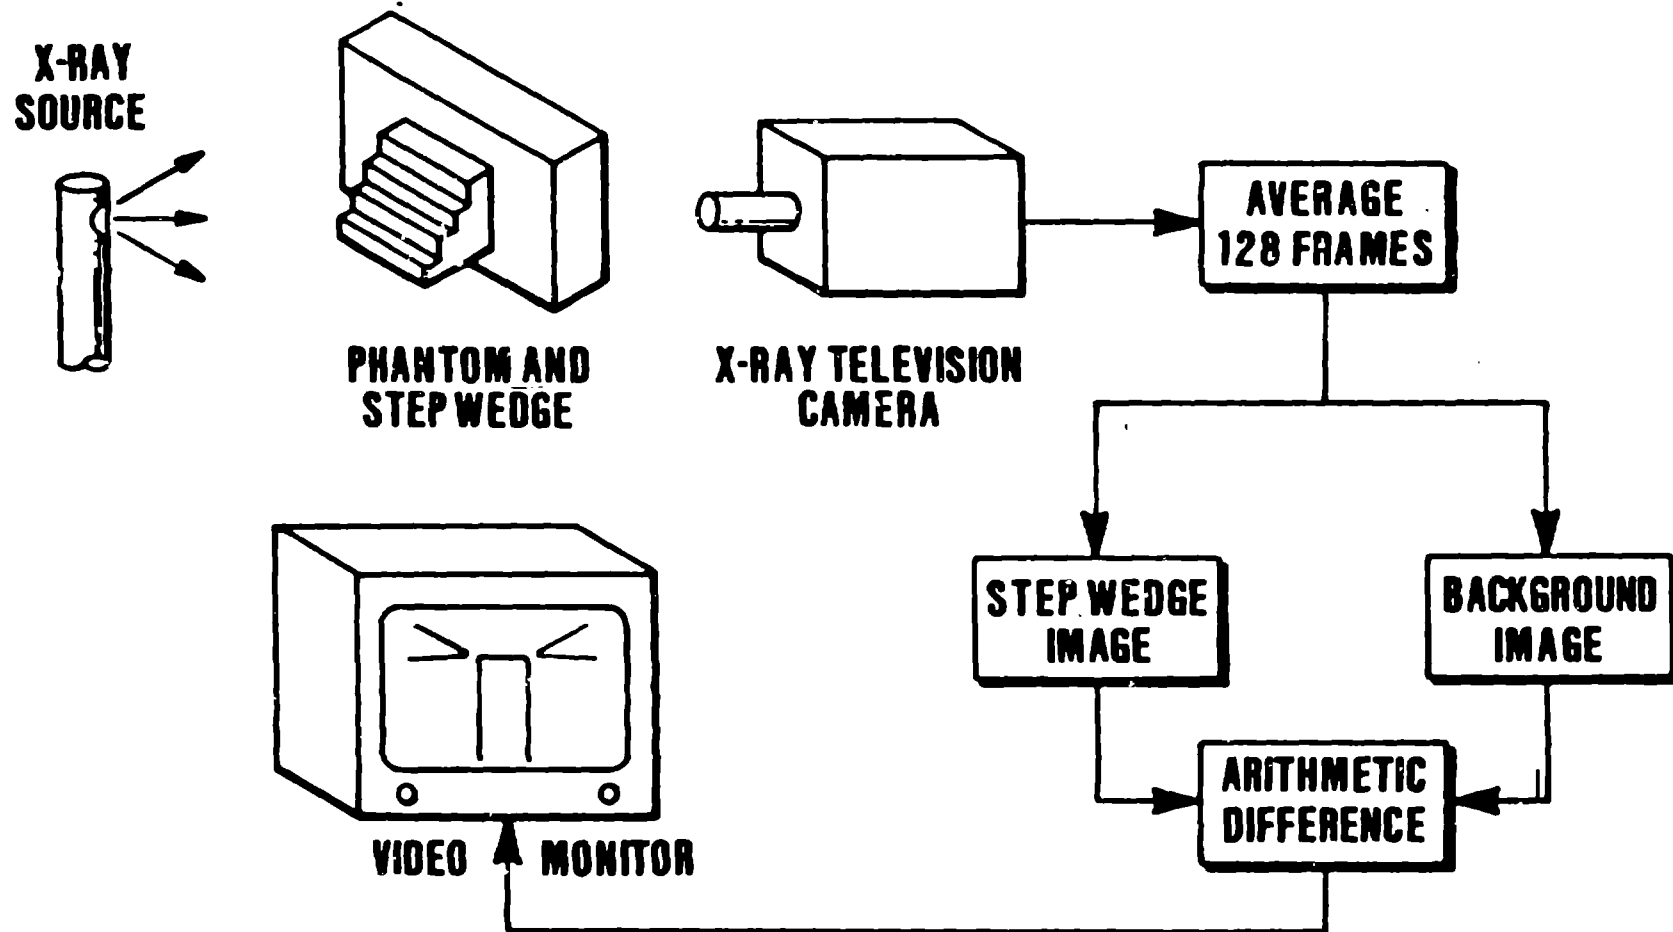 X-RAY
SOURCE
PHANTOM AND
STEP WEDGE
X-RAY TELEVISION
CAMERA
AVERAGE
128 FRAMES
STEP WEDGE
IMAGE
BACKGROUND
IMAGE
ARITHMETIC
DIFFERENCE
VIDEO MONITOR